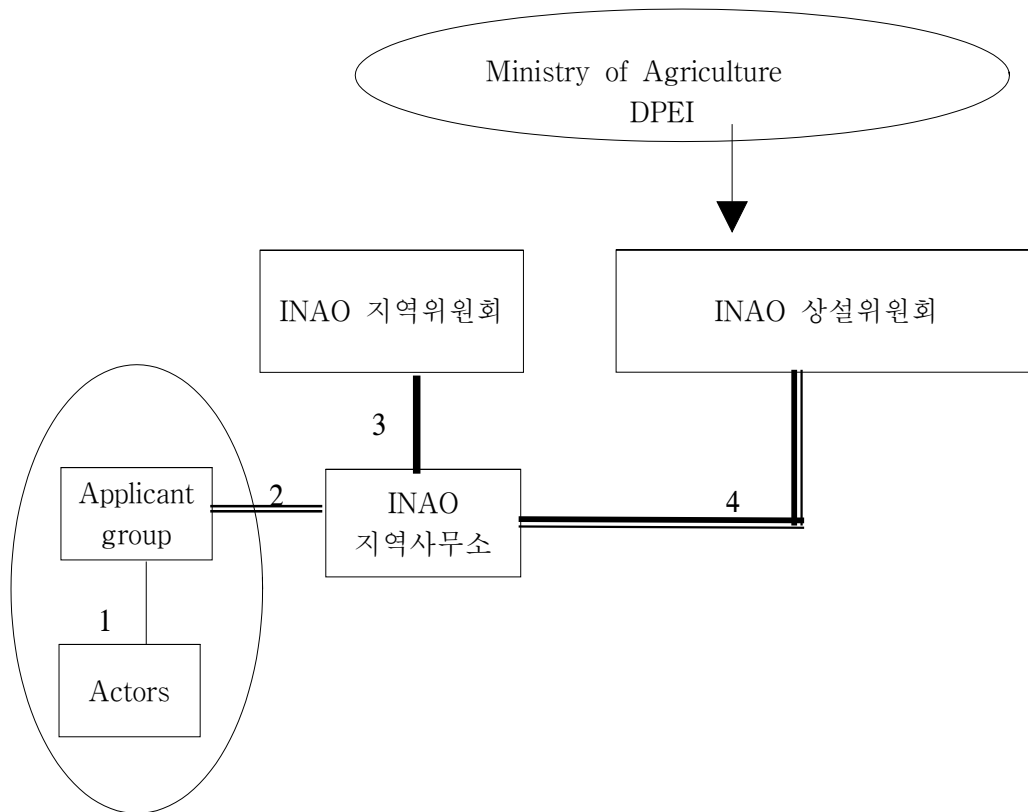 Ministry of Agriculture
DPEI
INAO 지역위원회
INAO 상설위원회
3
Applicant
group
2
INAO
지역사무소
4
1
Actors